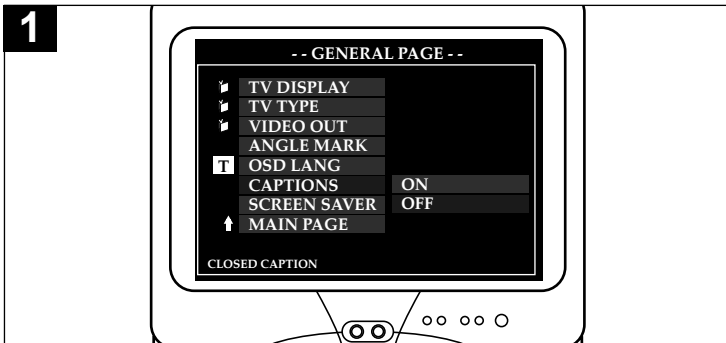 1
- - GENERAL PAGE - -
TV DISPLAY
TV TYPE
VIDEO OUT
ANGLE MARK
T OSD LANG
CAPTIONS ON
SCREEN SAVER OFF
MAIN PAGE
CLOSED CAPTION